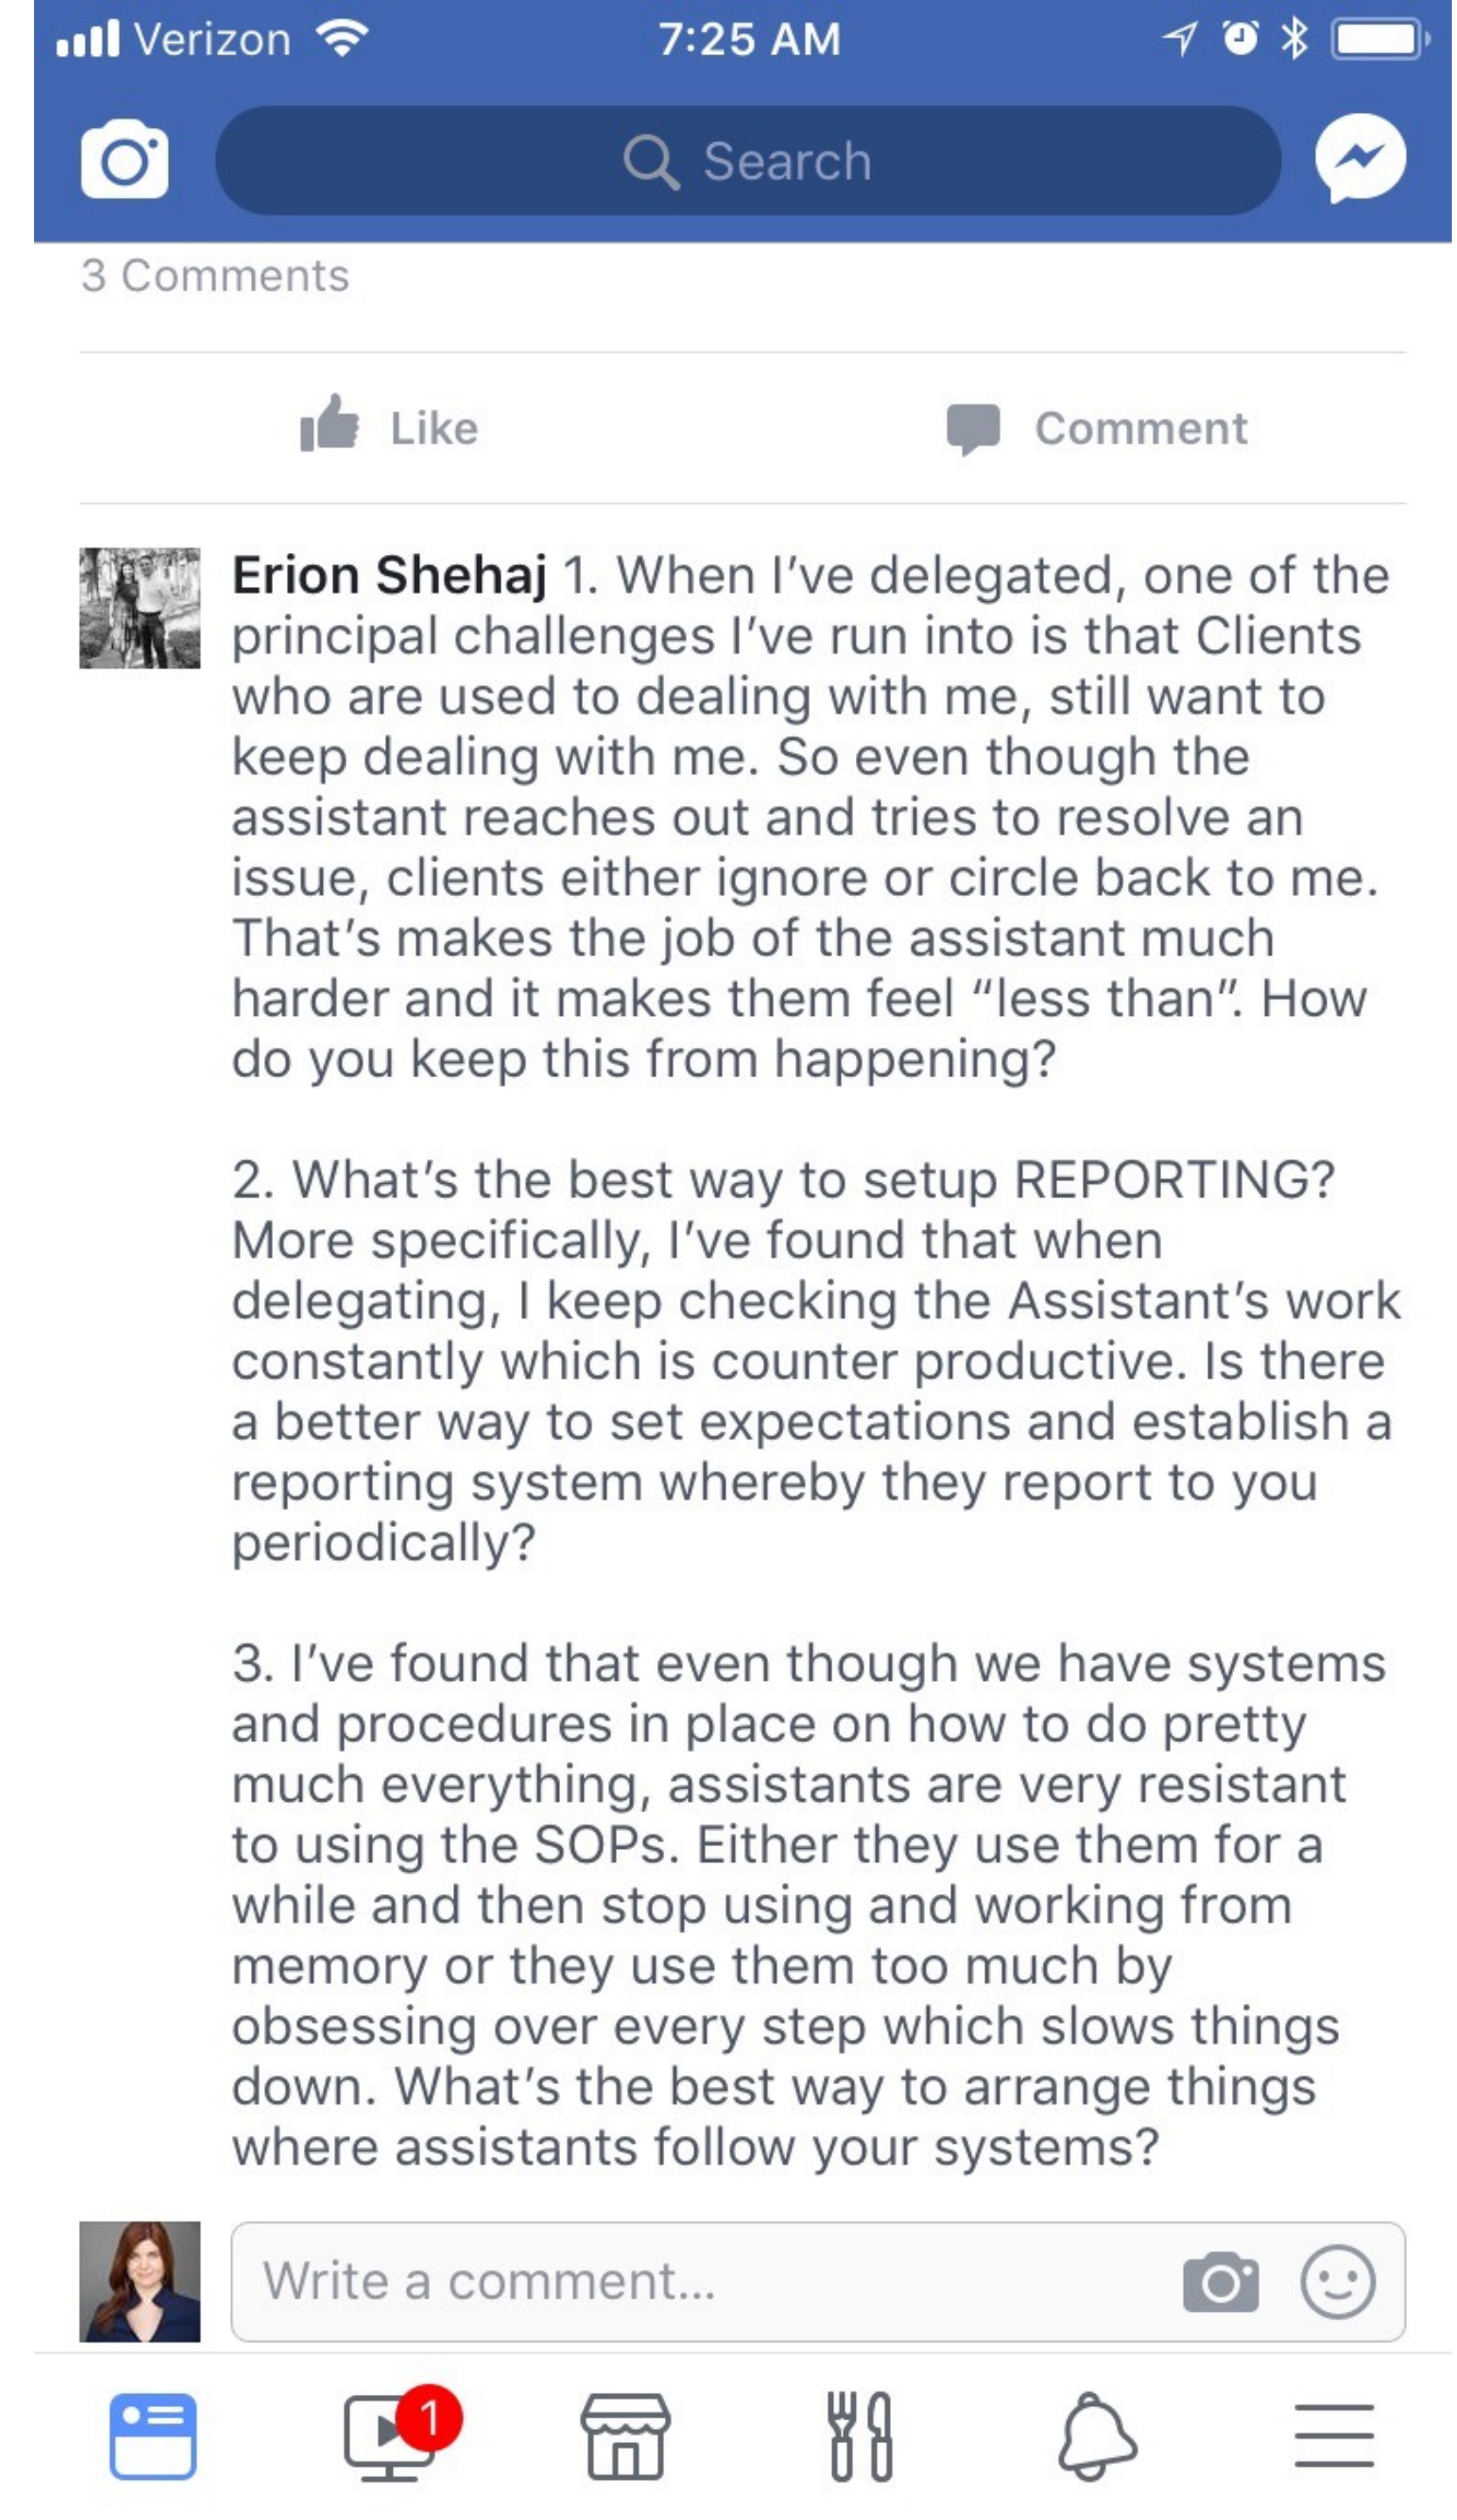 Verizon 7:25 AM
Search
3 Comments
Like Comment
Erion Shehaj 1. When I've delegated, one of the
principal challenges I've run into is that Clients
who are used to dealing with me, still want to
keep dealing with me. So even though the
assistant reaches out and tries to resolve an
issue, clients either ignore or circle back to me.
That's makes the job of the assistant much
harder and it makes them feel “less than”. How
do you keep this from happening?
2. What's the best way to setup REPORTING?
More specifically, I've found that when
delegating, I keep checking the Assistant's work
constantly which is counter productive. Is there
a better way to set expectations and establish a
reporting system whereby they report to you
periodically?
3. I've found that even though we have systems
and procedures in place on how to do pretty
much everything, assistants are very resistant
to using the SOPs. Either they use them for a
while and then stop using and working from
memory or they use them too much by
obsessing over every step which slows things
down. What's the best way to arrange things
where assistants follow your systems?
Write a comment...
1